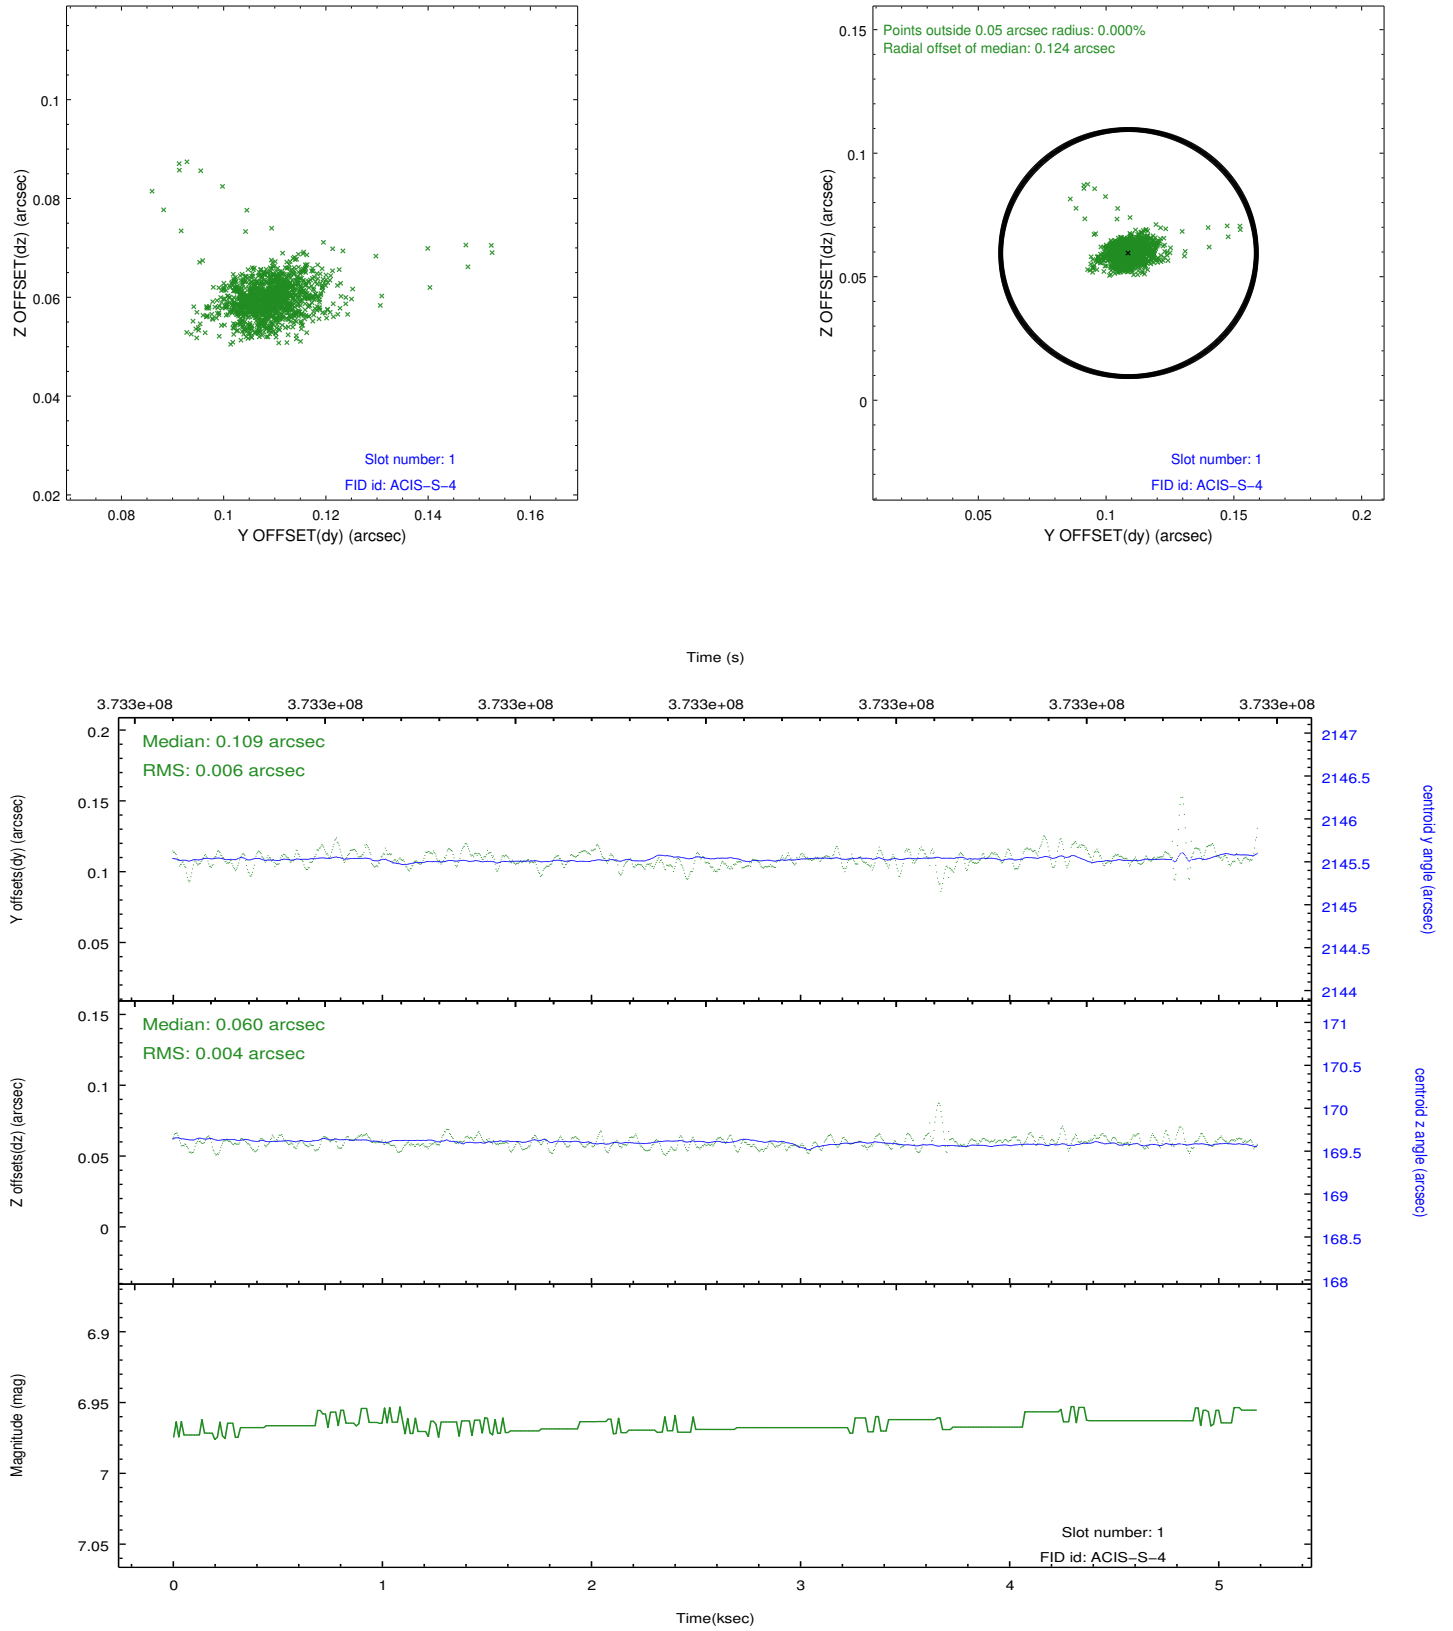 0.1
0.08
0.06
0.04
0.02
Z OFFSET(dz) (arcsec)
Slot number: 1
FID id: ACIS−S−4
0.08 0.1 0.12 0.14 0.16
Y OFFSET(dy) (arcsec)
Points outside 0.05 arcsec radius: 0.000%
Radial offset of median: 0.124 arcsec
0.15
0.1
0.05
0
Z OFFSET(dz) (arcsec)
Slot number: 1
FID id: ACIS−S−4
0.05 0.1 0.15 0.2
Y OFFSET(dy) (arcsec)
Time (s)
3.733e+08 3.733e+08 3.733e+08 3.733e+08 3.733e+08 3.733e+08 3.733e+08
Median: 0.109 arcsec
RMS: 0.006 arcsec
0.2
0.15
0.1
0.05
Y offsets(dy) (arcsec)
2147
2146.5
2146
2145.5
2145
2144.5
2144
centroid y angle (arcsec)
Median: 0.060 arcsec
RMS: 0.004 arcsec
0.15
0.1
0.05
0
Z offsets(dz) (arcsec)
171
170.5
170
169.5
169
168.5
168
centroid z angle (arcsec)
6.9
6.95
7
7.05
Magnitude (mag)
Slot number: 1
FID id: ACIS−S−4
0 1 2 3 4 5
Time(ksec)